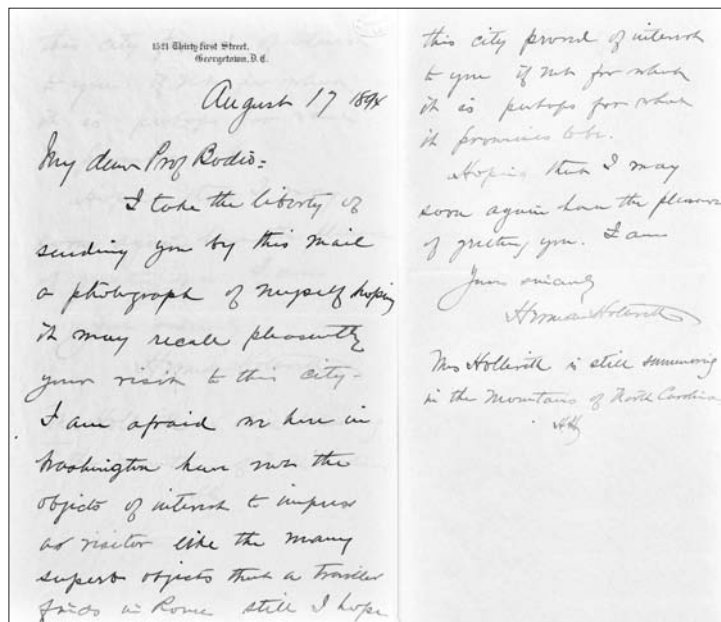 1521 Thirty first Street.
Georgetown, D.C.
August 17 189
My dear Prof Bodio:
I take the liberty of
sending you by this mail
a photograph of myself hoping
it may recall pleasantly
your visit to this city.
I am afraid we here in
Washington have not the
objects of interest to impress
a visitor like the many
superb objects that a traveller
finds in Rome still I hope
this city proved of interest
to you if not for what
it is perhaps for what
it promises to be.
Hoping that I may
soon again have the pleasure
of greeting you. I am
Yours sincerely
Herman Hollerith
Mrs Hollerith is still summering
in the Mountains of North Carolina
HH